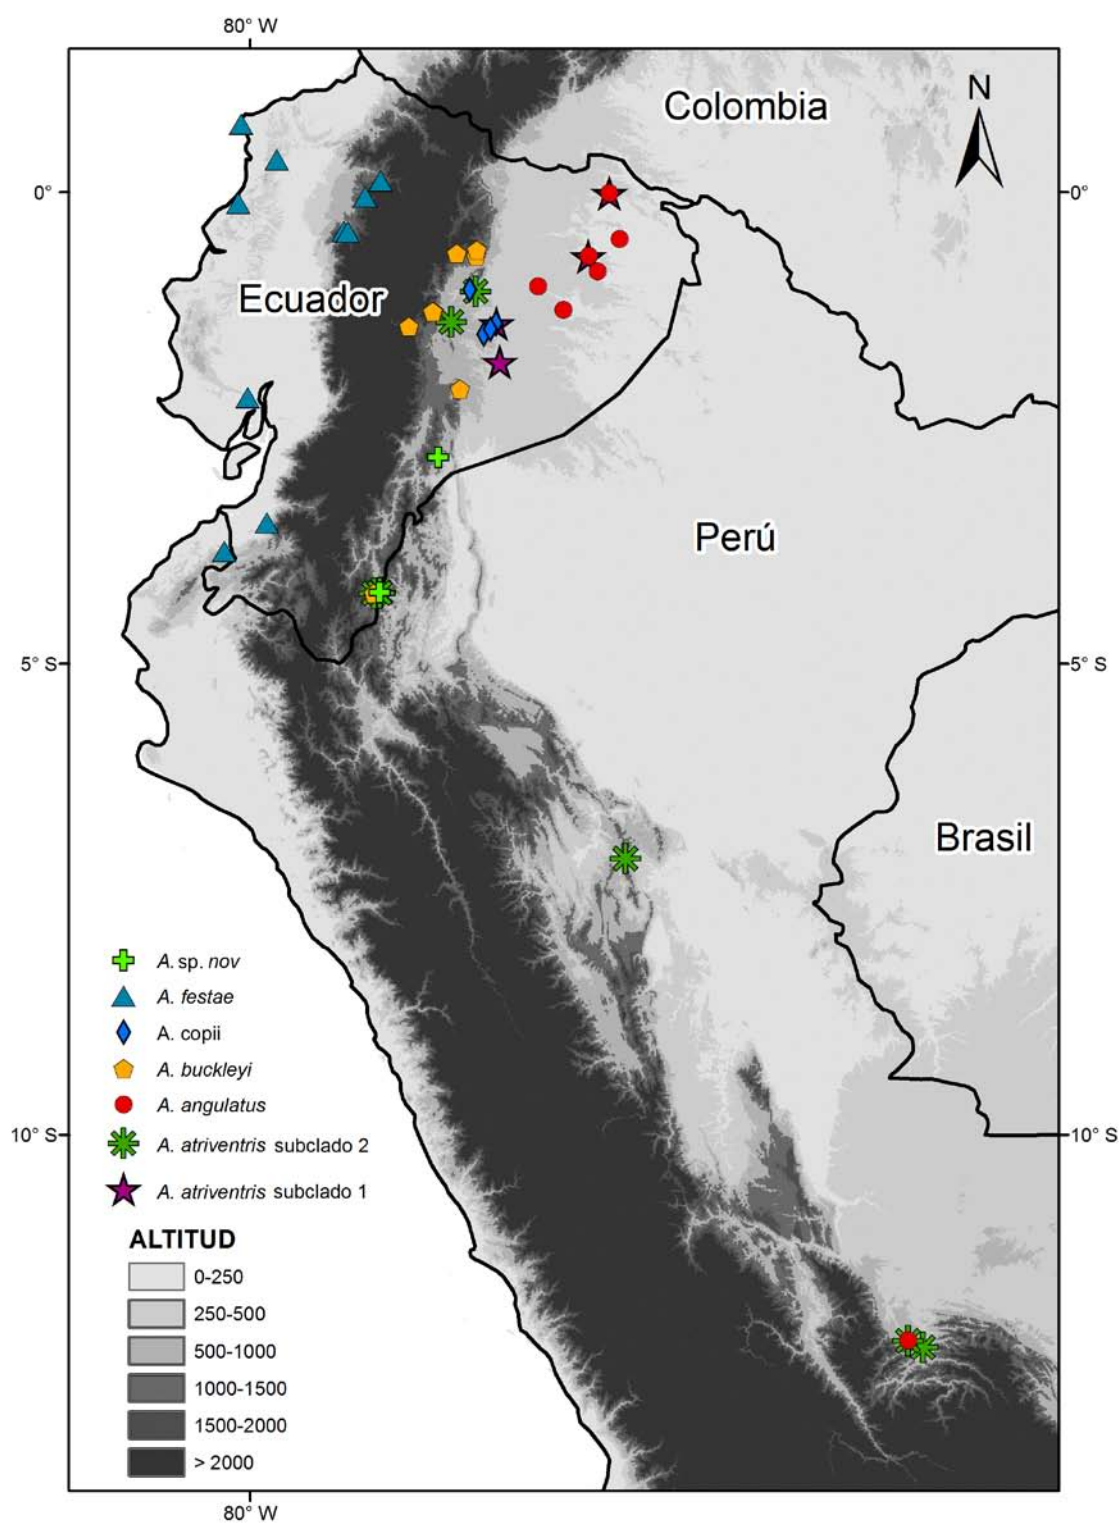 80° W
Colombia
N
0°
0°
Ecuador
Perú
5° S
5° S
Brasil
A. sp. nov
A. festae
A. copii
A. buckleyi
A. angulatus
10° S
10° S
A. atriventris subclado 2
A. atriventris subclado 1
ALTITUD
0-250
250-500
500-1000
1000-1500
1500-2000
> 2000
80° W